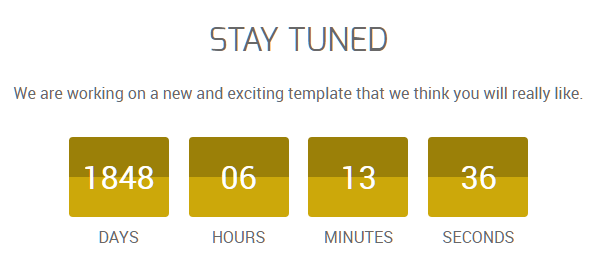 STAY TUNED
We are working on a new and exciting template that we think you will really like.
1848 06 13 36
DAYS HOURS MINUTES SECONDS